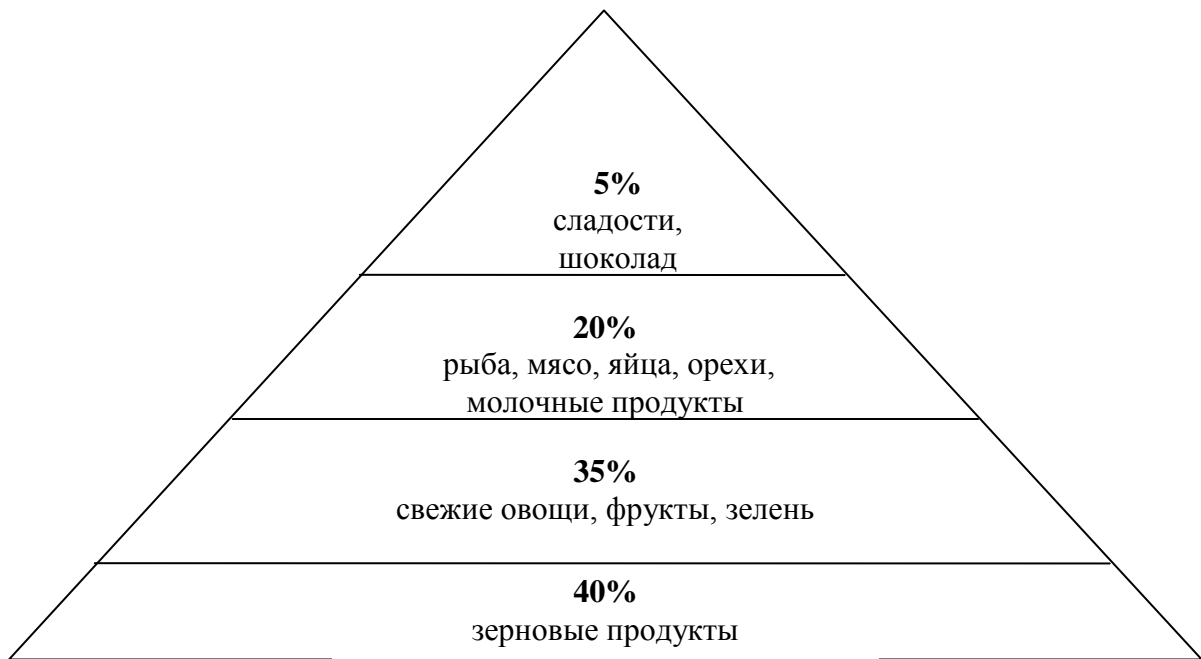 5%
сладости,
шоколад
20%
рыба, мясо, яйца, орехи,
молочные продукты
35%
свежие овощи, фрукты, зелень
40%
зерновые продукты